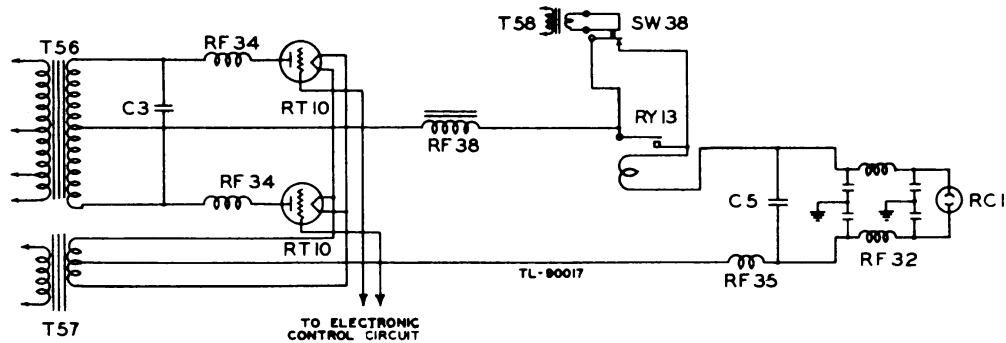 T58
SW38
T56
RF34
C3
RT10
RY13
RF38
RF34
C5
RC1
RT10
TL-90017
RF35
RF32
T57
TO ELECTRONIC
CONTROL CIRCUIT